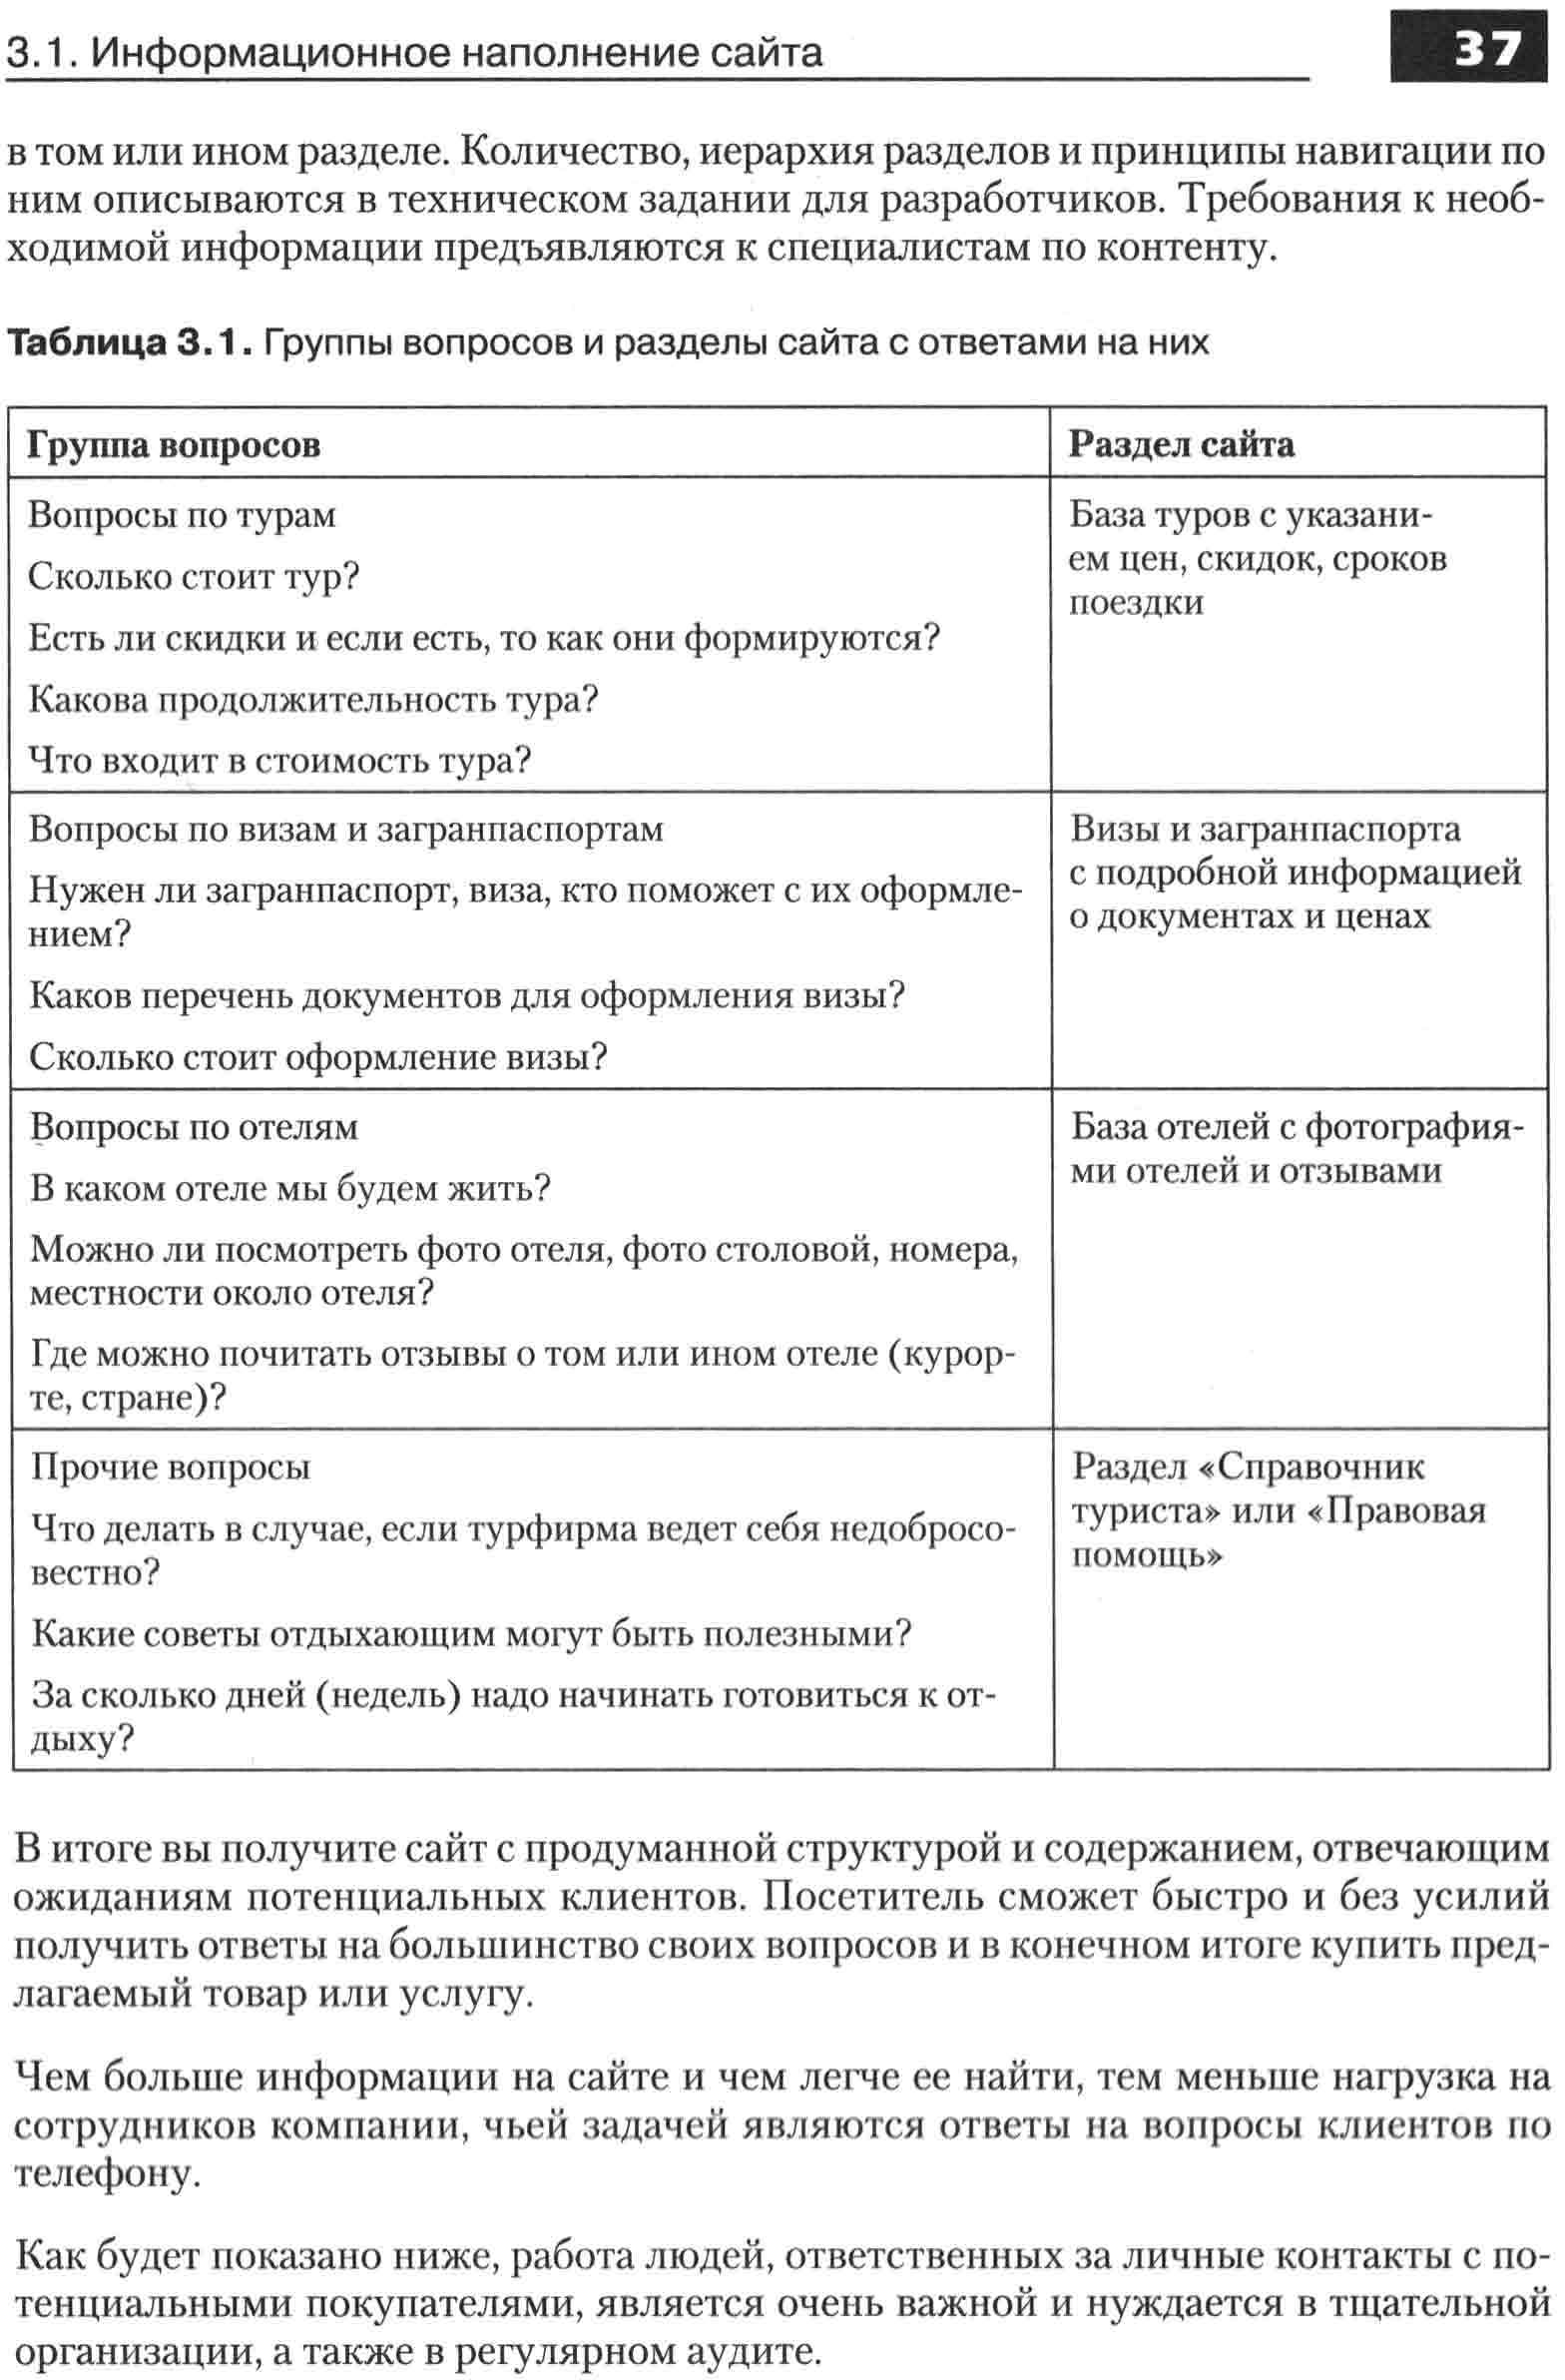 3.1. Информационное наполнение сайта
37
в том или ином разделе. Количество, иерархия разделов и принципы навигации по
ним описываются в техническом задании для разработчиков. Требования к необ-
ходимой информации предъявляются к специалистам по контенту.
Таблица 3.1. Группы вопросов и разделы сайта с ответами на них
Группа вопросов
Раздел сайта
Вопросы по турам
Сколько стоит тур?
Есть ли скидки и если есть, то как они формируются?
Какова продолжительность тура?
Что входит в стоимость тура?
База туров с указани-
ем цен, скидок, сроков
поездки
Вопросы по визам и загранпаспортам
Нужен ли загранпаспорт, виза, кто поможет с их оформле-
нием?
Каков перечень документов для оформления визы?
Сколько стоит оформление визы?
Визы и загранпаспорта
с подробной информацией
о документах и ценах
Вопросы по отелям
В каком отеле мы будем жить?
Можно ли посмотреть фото отеля, фото столовой, номера,
местности около отеля?
Где можно почитать отзывы о том или ином отеле (курор-
те, стране)?
База отелей с фотография-
ми отелей и отзывами
Прочие вопросы
Что делать в случае, если турфирма ведет себя недобросо-
вестно?
Какие советы отдыхающим могут быть полезными?
За сколько дней (недель) надо начинать готовиться к от-
дыху?
Раздел «Справочник
туриста» или «Правовая
помощь»
В итоге вы получите сайт с продуманной структурой и содержанием, отвечающим
ожиданиям потенциальных клиентов. Посетитель сможет быстро и без усилий
получить ответы на большинство своих вопросов и в конечном итоге купить пред-
лагаемый товар или услугу.
Чем больше информации на сайте и чем легче ее найти, тем меньше нагрузка на
сотрудников компании, чьей задачей являются ответы на вопросы клиентов по
телефону.
Как будет показано ниже, работа людей, ответственных за личные контакты с по-
тенциальными покупателями, является очень важной и нуждается в тщательной
организации, а также в регулярном аудите.